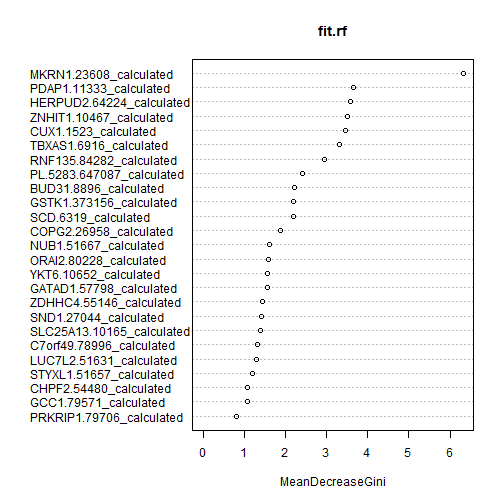 fit.rf
MKRN1.23608_calculated
PDAP1.11333_calculated
HERPUD2.64224_calculated
ZNHIT1.10467_calculated
CUX1.1523_calculated
TBXAS1.6916_calculated
RNF135.84282_calculated
PL.5283.647087_calculated
BUD31.8896_calculated
GSTK1.373156_calculated
SCD.6319_calculated
COPG2.26958_calculated
NUB1.51667_calculated
ORAI2.80228_calculated
YKT6.10652_calculated
GATAD1.57798_calculated
ZDHHC4.55146_calculated
SND1.27044_calculated
SLC25A13.10165_calculated
C7orf49.78996_calculated
LUC7L2.51631_calculated
STYXL1.51657_calculated
CHPF2.54480_calculated
GCC1.79571_calculated
PRKRIP1.79706_calculated
0 1 2 3 4 5 6
MeanDecreaseGini